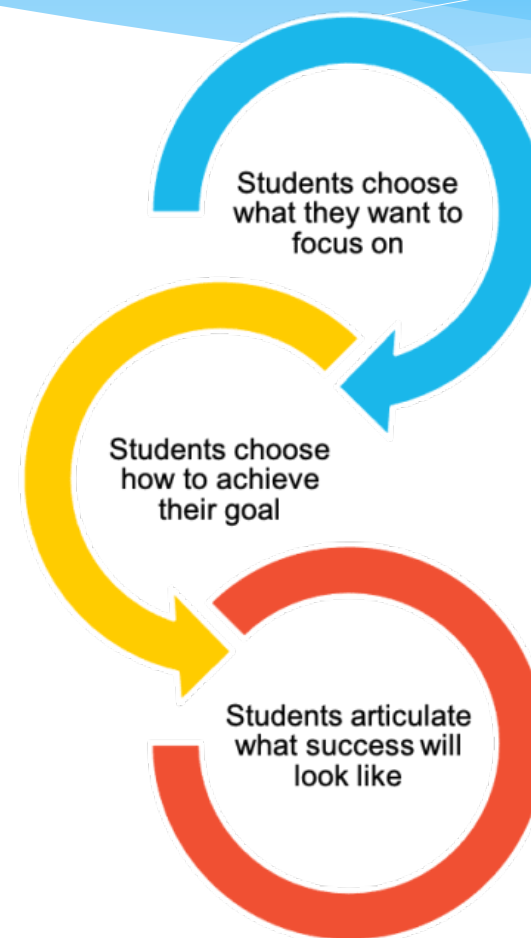 Students choose
what they want to
focus on
Students choose
how to achieve
their goal
Students articulate
what success will
look like